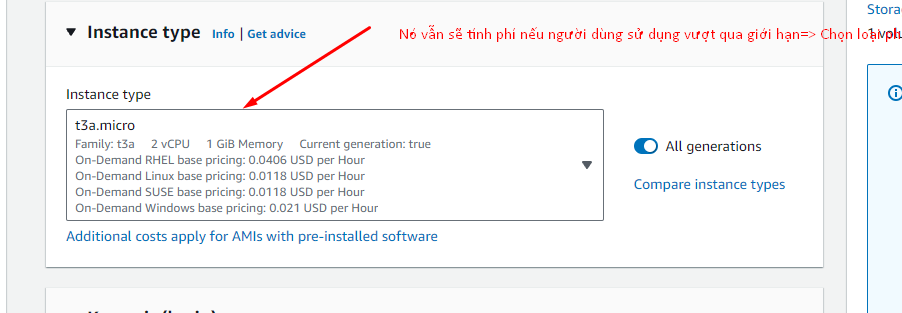 Storag
Instance type
Info | Get advice
Nó vẫn sẽ tính phí nếu người dùng sử dụng vượt qua giới hạn=> Chọn loại ph
1 volu
Instance type
t3a.micro
Family: t3a 2 vCPU 1 GiB Memory Current generation: true
On-Demand RHEL base pricing: 0.0406 USD per Hour
On-Demand Linux base pricing: 0.0118 USD per Hour
On-Demand SUSE base pricing: 0.0118 USD per Hour
On-Demand Windows base pricing: 0.021 USD per Hour
All generations
Compare instance types
Additional costs apply for AMIs with pre-installed software